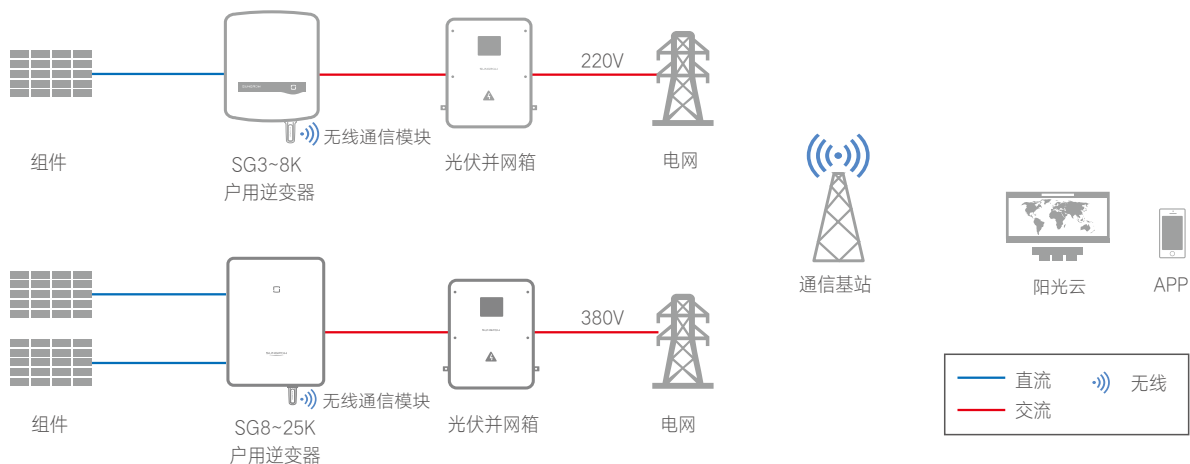 220V
无线通信模块
组件
SG3~8K
户用逆变器
光伏并网箱
电网
通信基站
阳光云
APP
380V
无线通信模块
组件
SG8~25K
户用逆变器
光伏并网箱
电网
直流
无线
交流